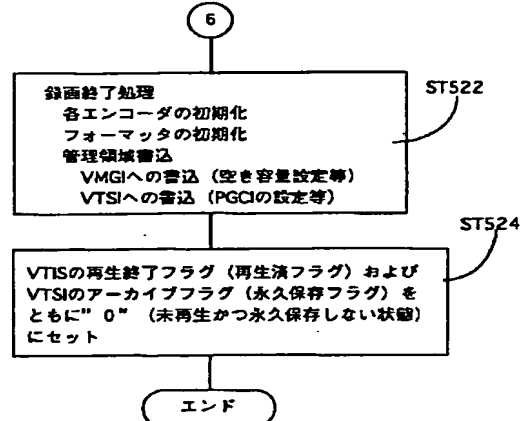 6
録画終了処理
各エンコーダの初期化
フォーマッタの初期化
管理領域書込
VMGIへの書込（空き容量設定等）
VTSIへの書込（PGCIの設定等）
ST522
ST524
VTISの再生終了フラグ（再生済フラグ）および
VTSIのアーカイブフラグ（永久保存フラグ）を
ともに"0"（未再生かつ永久保存しない状態）
にセット
エンド